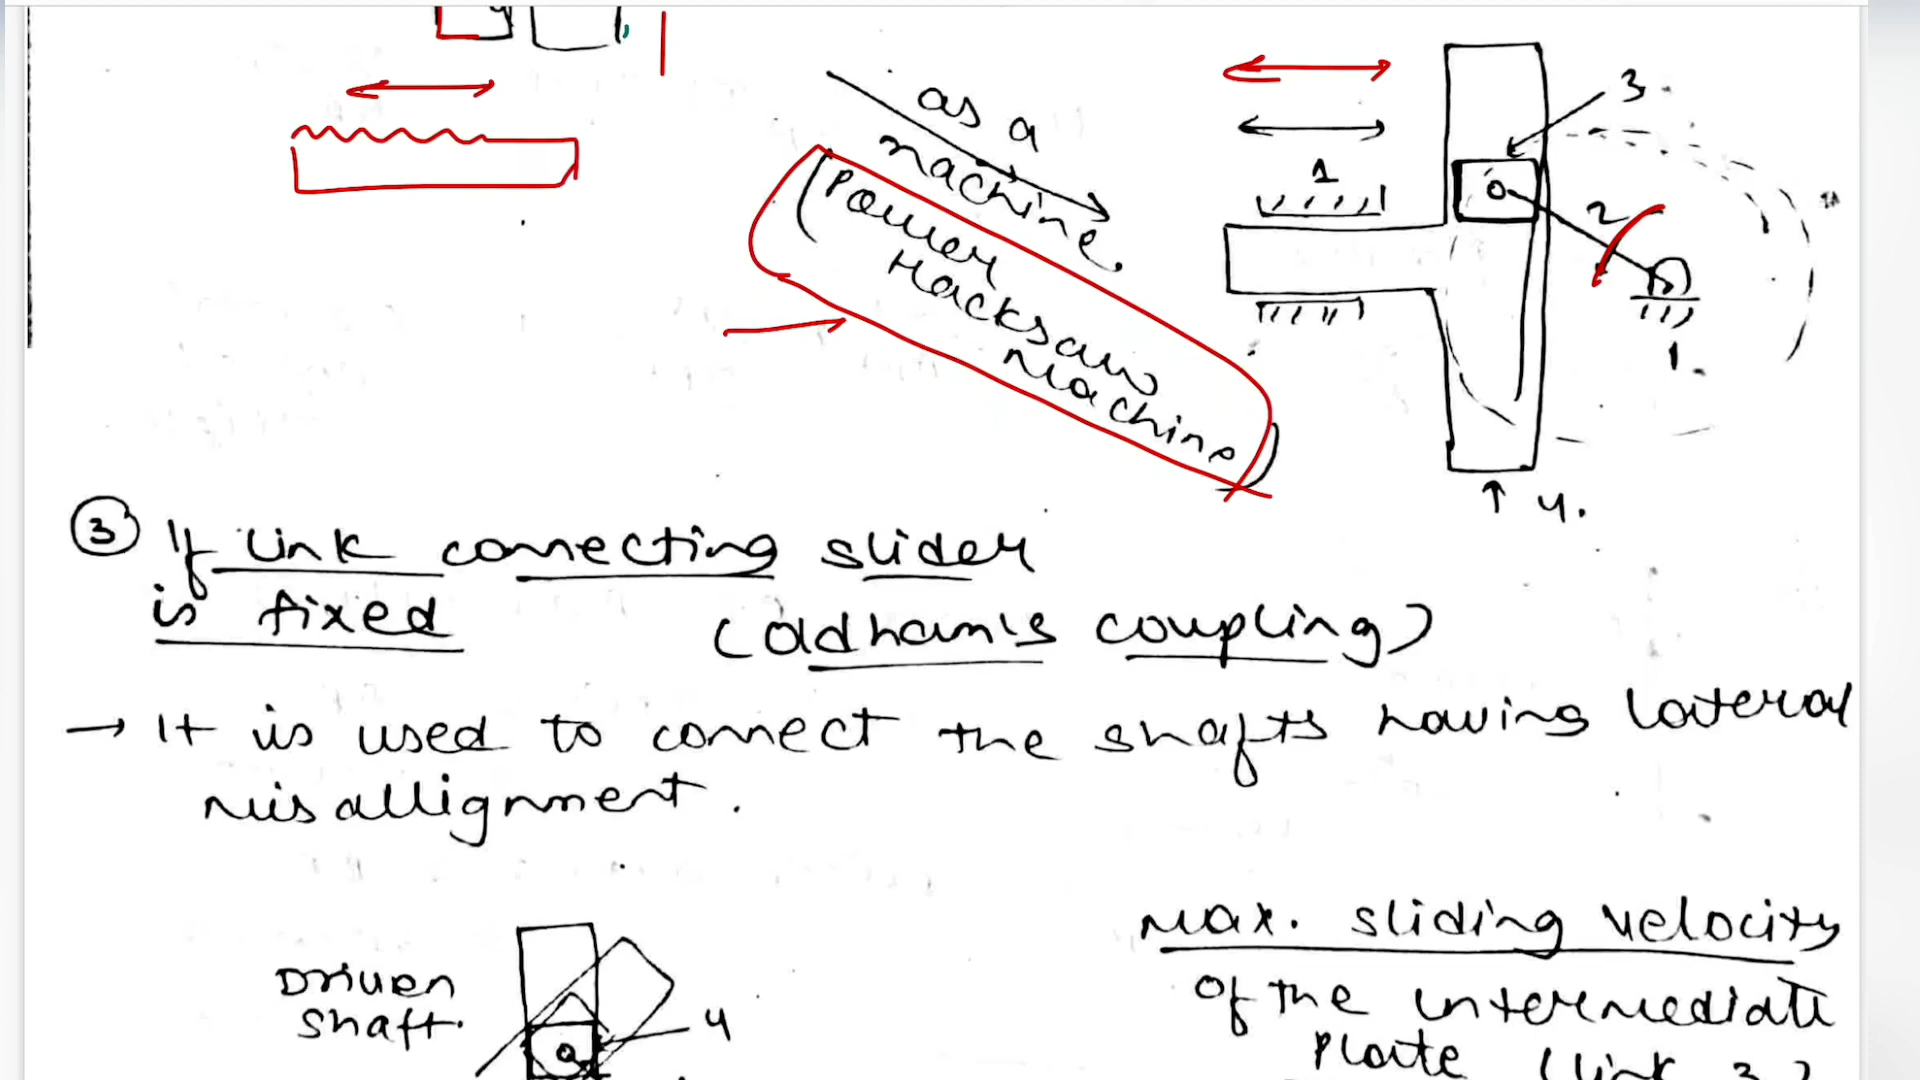 as a
machine.
(Power
Hacksaw
Machine)
3
1
2
1.
4.
③ If link connecting slider
is fixed (oldham's coupling)
→ It is used to connect the shafts having lateral
misallignment.
Max. sliding velocity
of the intermediate
Plate (link 3)
Driven
shaft.
4